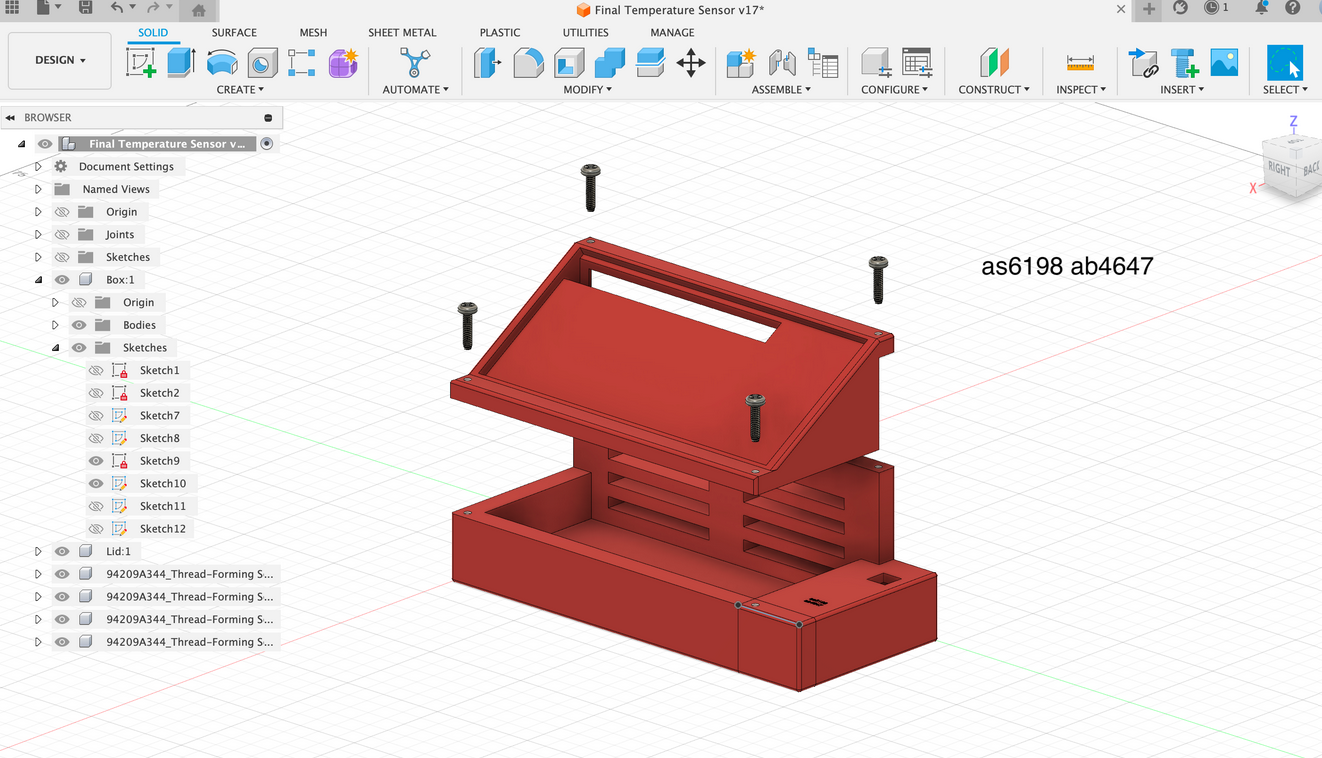 Final Temperature Sensor v17*
1
DESIGN
SOLID
SURFACE
MESH
SHEET METAL
PLASTIC
UTILITIES
MANAGE
CREATE
AUTOMATE
MODIFY
ASSEMBLE
CONFIGURE
CONSTRUCT
INSPECT
INSERT
SELECT
BROWSER
Final Temperature Sensor v...
Document Settings
Named Views
Origin
Joints
Sketches
Box:1
Origin
Bodies
Sketches
Sketch1
Sketch2
Sketch7
Sketch8
Sketch9
Sketch10
Sketch11
Sketch12
Lid:1
94209A344_Thread-Forming S...
94209A344_Thread-Forming S...
94209A344_Thread-Forming S...
94209A344_Thread-Forming S...
as6198 ab4647
Z
X
RIGHT
BACK